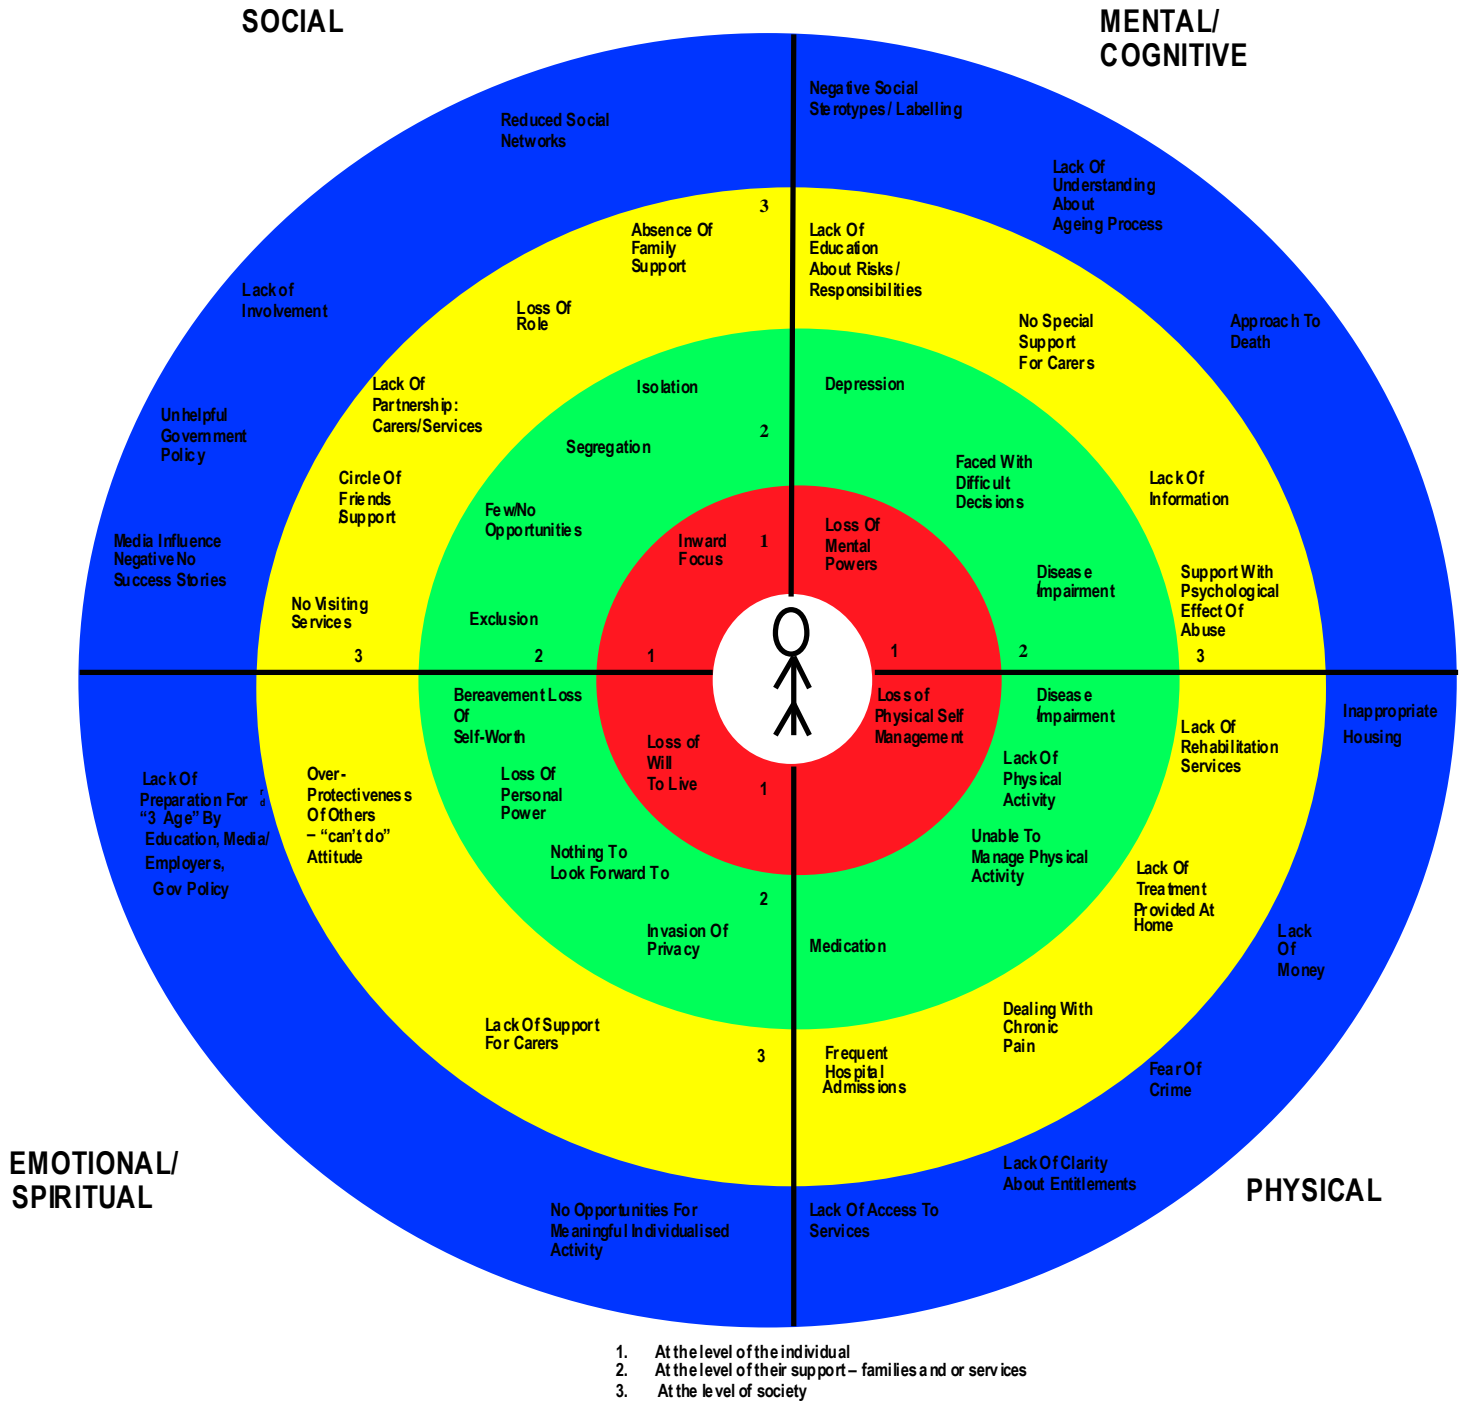 SOCIAL
MENTAL/
COGNITIVE
Reduced Social
Networks
Lack of
Involvement
Unhelpful
Government
Policy
Media Influence
Negative No
Success Stories
Absence Of
Family
Support
Loss Of
Role
Lack Of
Partnership:
Carers/Services
Circle Of
Friends
/Support
No Visiting
Services
Isolation
Segregation
Few/No
Opportunities
Exclusion
Inward
Focus
3
2
1
3
2
1
Negative Social
Sterotypes/ Labelling
Lack Of
Understanding
About
Ageing Process
Approach To
Death
Lack Of
Education
About Risks/
Responsibilities
No Special
Support
For Carers
Lack Of
Information
Support With
Psychological
Effect Of
Abuse
Depression
Faced With
Difficult
Decisions
Disease
/Impairment
Loss Of
Mental
Powers
1
2
3
Bereavement Loss
Of
Self-Worth
Loss Of
Personal
Power
Nothing To
Look Forward To
Invasion Of
Privacy
Loss of
Will
To Live
Over-
Protectiveness
Of Others
– “can’t do”
Attitude
Lack Of Support
For Carers
Lack Of
Preparation For rd
“3 Age” By
Education, Media/
Employers,
Gov Policy
No Opportunities For
Meaningful Individualised
Activity
1
2
3
Loss of
Physical Self
Management
Disease
/Impairment
Lack Of
Physical
Activity
Unable To
Manage Physical
Activity
Medication
Lack Of
Rehabilitation
Services
Lack Of
Treatment
Provided At
Home
Dealing With
Chronic
Pain
Frequent
Hospital
Admissions
Inappropriate
Housing
Lack
Of
Money
Fear Of
Crime
Lack Of Clarity
About Entitlements
Lack Of Access To
Services
EMOTIONAL/
SPIRITUAL
PHYSICAL
1. At the level of the individual
2. At the level of their support – families and or services
3. At the level of society